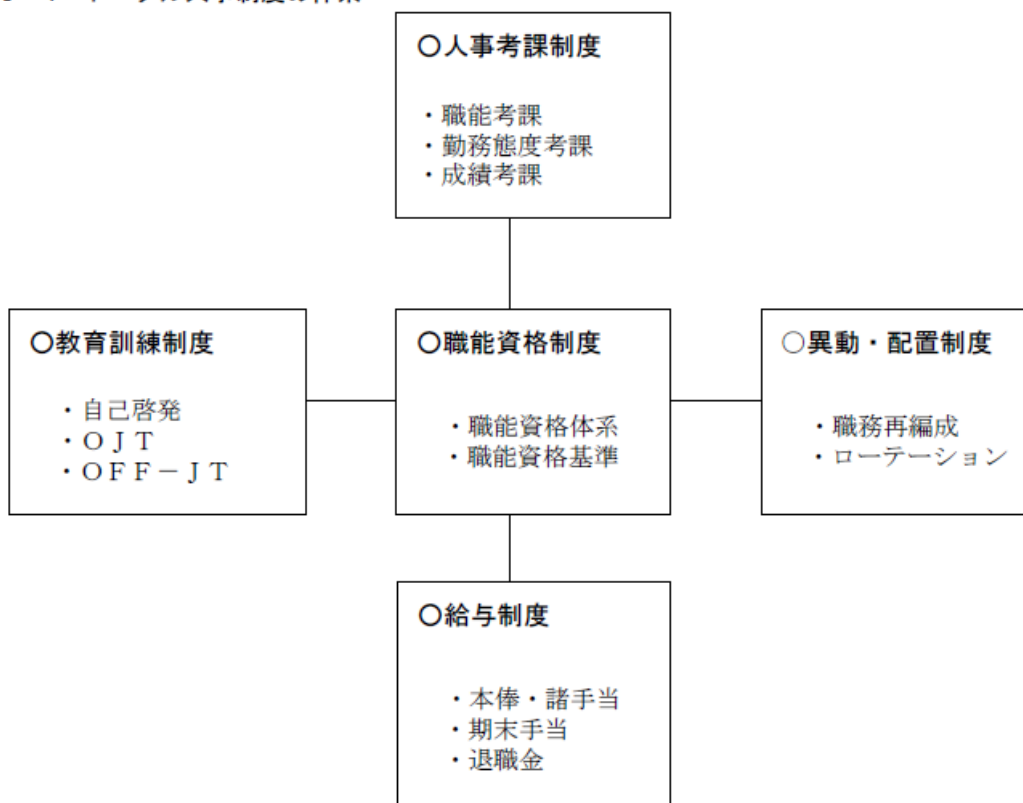 〇人事考課制度
・職能考課
・勤務態度考課
・成績考課
〇教育訓練制度
・自己啓発
・ＯＪＴ
・ＯＦＦ－ＪＴ
〇職能資格制度
・職能資格体系
・職能資格基準
○異動・配置制度
・職務再編成
・ローテーション
〇給与制度
・本俸・諸手当
・期末手当
・退職金